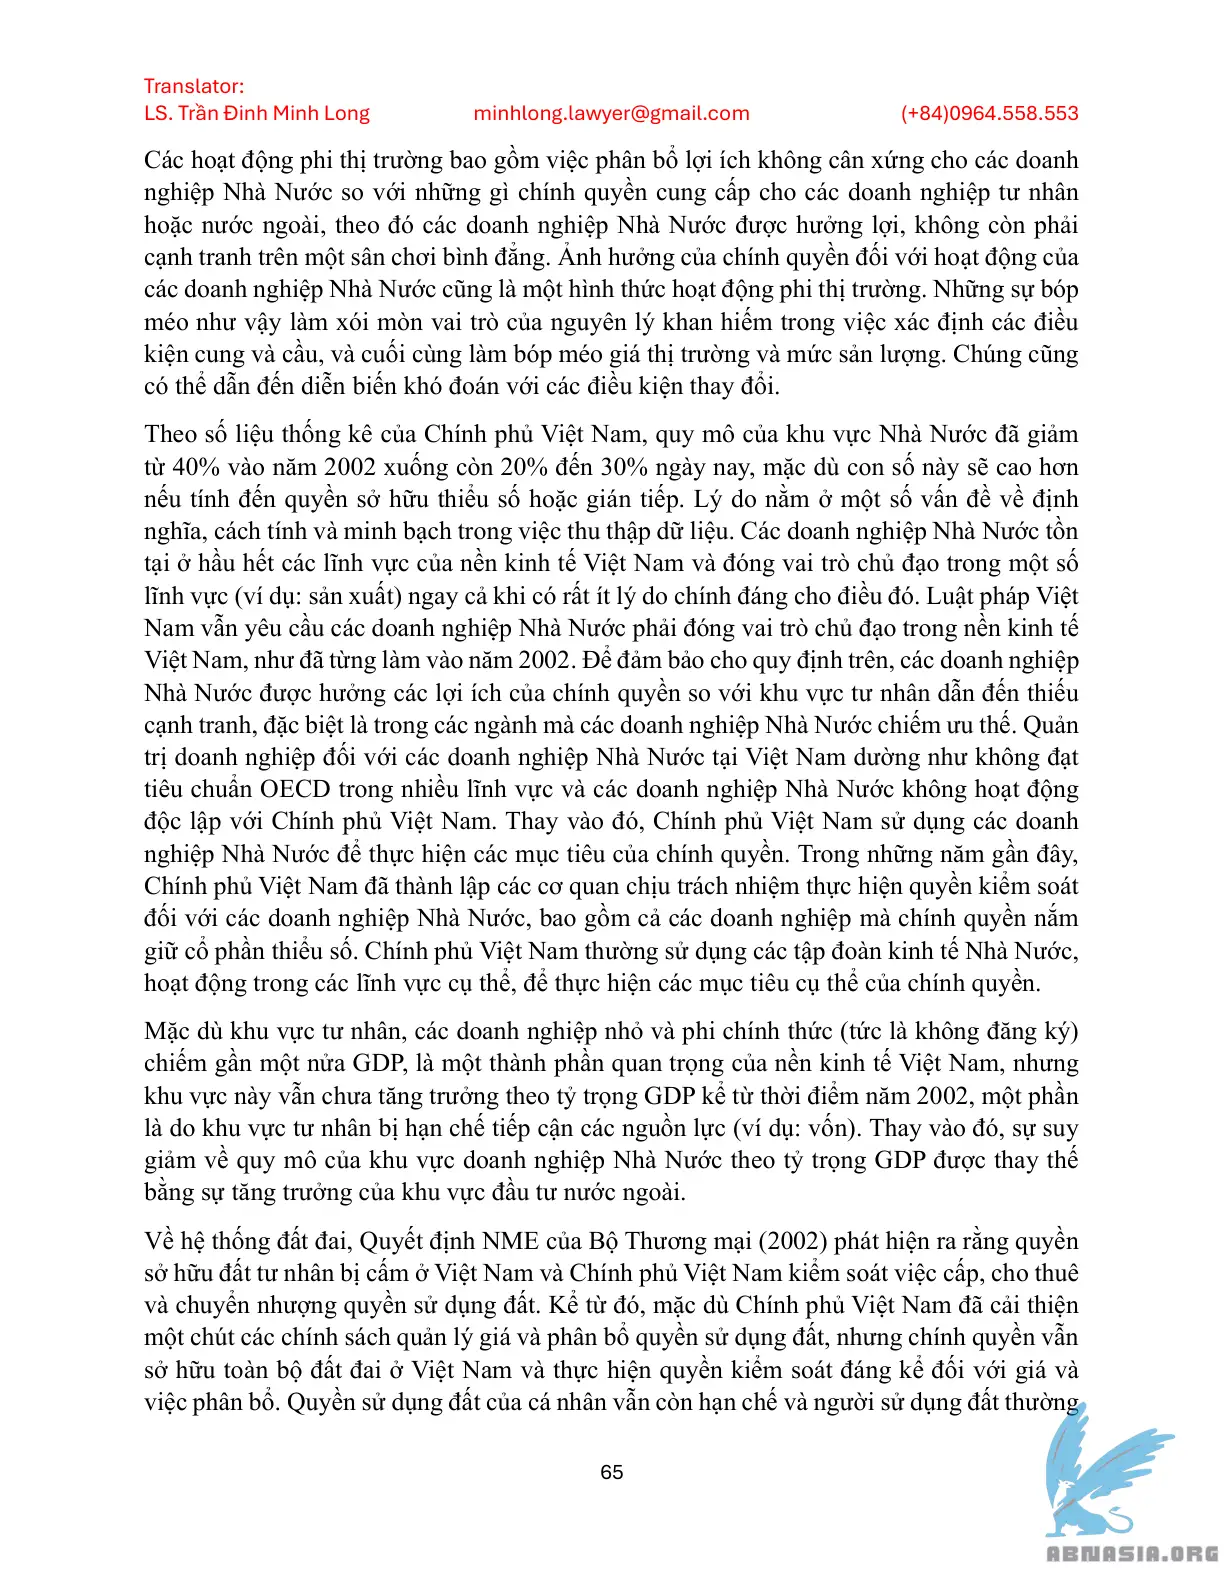 Translator:
LS. Trần Đinh Minh Long minhlong.lawyer@gmail.com (+84)0964.558.553
Các hoạt động phi thị trường bao gồm việc phân bổ lợi ích không cân xứng cho các doanh
nghiệp Nhà Nước so với những gì chính quyền cung cấp cho các doanh nghiệp tư nhân
hoặc nước ngoài, theo đó các doanh nghiệp Nhà Nước được hưởng lợi, không còn phải
cạnh tranh trên một sân chơi bình đẳng. Ảnh hưởng của chính quyền đối với hoạt động của
các doanh nghiệp Nhà Nước cũng là một hình thức hoạt động phi thị trường. Những sự bóp
méo như vậy làm xói mòn vai trò của nguyên lý khan hiếm trong việc xác định các điều
kiện cung và cầu, và cuối cùng làm bóp méo giá thị trường và mức sản lượng. Chúng cũng
có thể dẫn đến diễn biến khó đoán với các điều kiện thay đổi.
Theo số liệu thống kê của Chính phủ Việt Nam, quy mô của khu vực Nhà Nước đã giảm
từ 40% vào năm 2002 xuống còn 20% đến 30% ngày nay, mặc dù con số này sẽ cao hơn
nếu tính đến quyền sở hữu thiểu số hoặc gián tiếp. Lý do nằm ở một số vấn đề về định
nghĩa, cách tính và minh bạch trong việc thu thập dữ liệu. Các doanh nghiệp Nhà Nước tồn
tại ở hầu hết các lĩnh vực của nền kinh tế Việt Nam và đóng vai trò chủ đạo trong một số
lĩnh vực (ví dụ: sản xuất) ngay cả khi có rất ít lý do chính đáng cho điều đó. Luật pháp Việt
Nam vẫn yêu cầu các doanh nghiệp Nhà Nước phải đóng vai trò chủ đạo trong nền kinh tế
Việt Nam, như đã từng làm vào năm 2002. Để đảm bảo cho quy định trên, các doanh nghiệp
Nhà Nước được hưởng các lợi ích của chính quyền so với khu vực tư nhân dẫn đến thiếu
cạnh tranh, đặc biệt là trong các ngành mà các doanh nghiệp Nhà Nước chiếm ưu thế. Quản
trị doanh nghiệp đối với các doanh nghiệp Nhà Nước tại Việt Nam dường như không đạt
tiêu chuẩn OECD trong nhiều lĩnh vực và các doanh nghiệp Nhà Nước không hoạt động
độc lập với Chính phủ Việt Nam. Thay vào đó, Chính phủ Việt Nam sử dụng các doanh
nghiệp Nhà Nước để thực hiện các mục tiêu của chính quyền. Trong những năm gần đây,
Chính phủ Việt Nam đã thành lập các cơ quan chịu trách nhiệm thực hiện quyền kiểm soát
đối với các doanh nghiệp Nhà Nước, bao gồm cả các doanh nghiệp mà chính quyền nắm
giữ cổ phần thiểu số. Chính phủ Việt Nam thường sử dụng các tập đoàn kinh tế Nhà Nước,
hoạt động trong các lĩnh vực cụ thể, để thực hiện các mục tiêu cụ thể của chính quyền.
Mặc dù khu vực tư nhân, các doanh nghiệp nhỏ và phi chính thức (tức là không đăng ký)
chiếm gần một nửa GDP, là một thành phần quan trọng của nền kinh tế Việt Nam, nhưng
khu vực này vẫn chưa tăng trưởng theo tỷ trọng GDP kể từ thời điểm năm 2002, một phần
là do khu vực tư nhân bị hạn chế tiếp cận các nguồn lực (ví dụ: vốn). Thay vào đó, sự suy
giảm về quy mô của khu vực doanh nghiệp Nhà Nước theo tỷ trọng GDP được thay thế
bằng sự tăng trưởng của khu vực đầu tư nước ngoài.
Về hệ thống đất đai, Quyết định NME của Bộ Thương mại (2002) phát hiện ra rằng quyền
sở hữu đất tư nhân bị cấm ở Việt Nam và Chính phủ Việt Nam kiểm soát việc cấp, cho thuê
và chuyển nhượng quyền sử dụng đất. Kể từ đó, mặc dù Chính phủ Việt Nam đã cải thiện
một chút các chính sách quản lý giá và phân bổ quyền sử dụng đất, nhưng chính quyền vẫn
sở hữu toàn bộ đất đai ở Việt Nam và thực hiện quyền kiểm soát đáng kể đối với giá và
việc phân bổ. Quyền sử dụng đất của cá nhân vẫn còn hạn chế và người sử dụng đất thường
65
ABNASIA.ORG